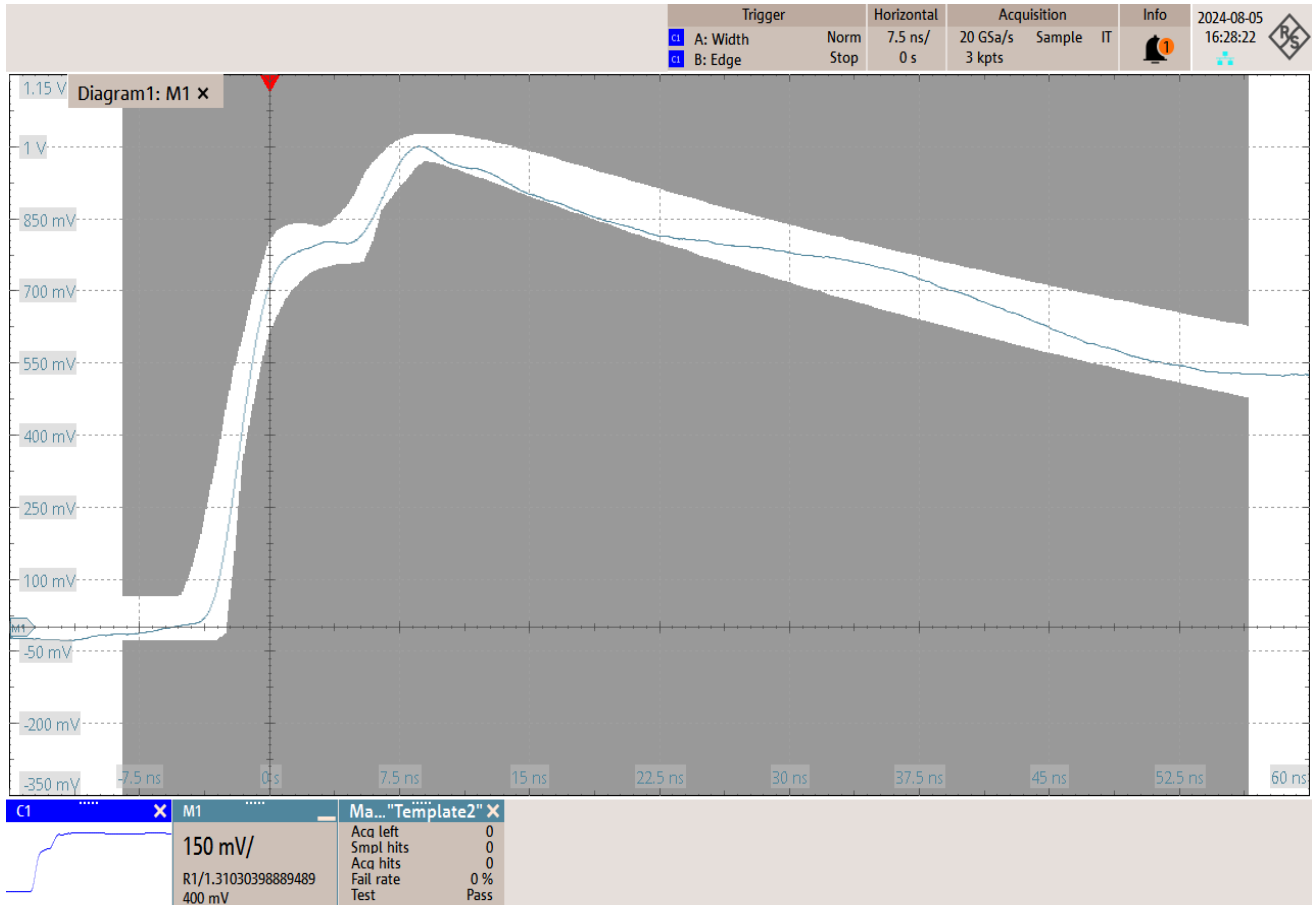 Trigger
C1 A: Width Norm
C1 B: Edge Stop
Horizontal
7.5 ns/
0 s
Acquisition
20 GSa/s Sample IT
3 kpts
Info
1
2024-08-05
16:28:22
R&S
Diagram1: M1 ×
1.15 V
1 V
850 mV
700 mV
550 mV
400 mV
250 mV
100 mV
M1
-50 mV
-200 mV
-350 mV
-7.5 ns 0 s 7.5 ns 15 ns 22.5 ns 30 ns 37.5 ns 45 ns 52.5 ns 60 ns
C1
M1
150 mV/
R1/1.31030398889489
400 mV
Ma..."Template2"
Acq left 0
Smpl hits 0
Acq hits 0
Fail rate 0 %
Test Pass